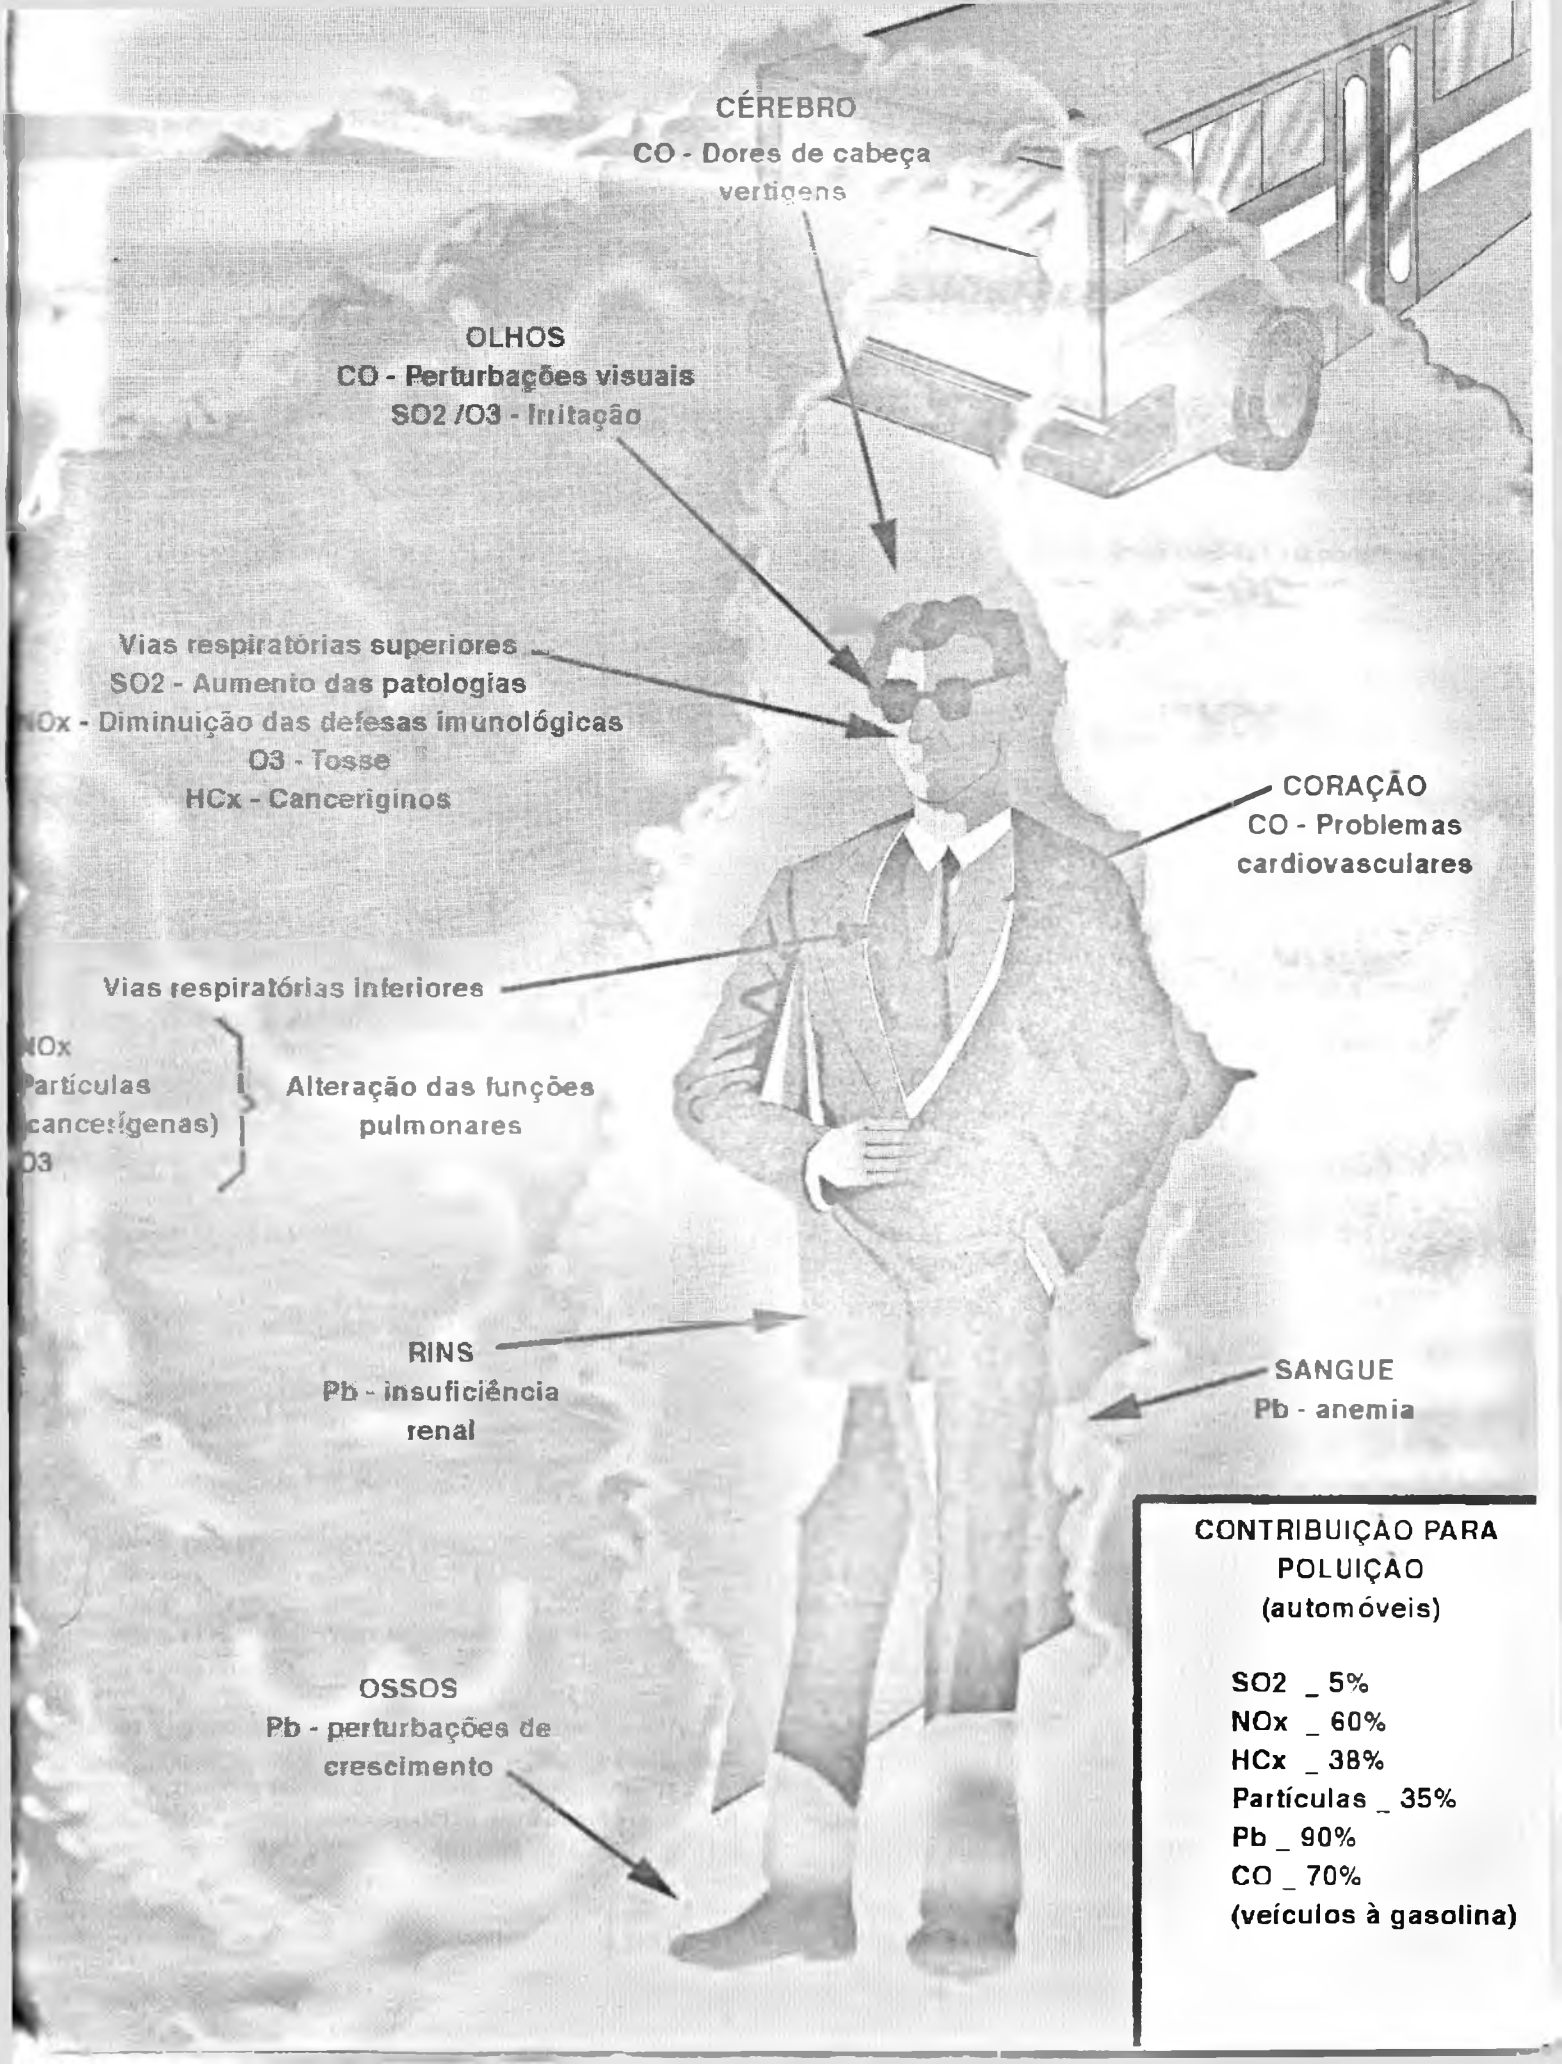 CÉREBRO
CO - Dores de cabeça
vertigens
OLHOS
CO - Perturbações visuais
SO2 /O3 - Irritação
Vias respiratórias superiores
SO2 - Aumento das patologias
NOx - Diminuição das defesas imunológicas
O3 - Tosse
HCx - Canceriginos
CORAÇÃO
CO - Problemas
cardiovasculares
Vias respiratórias inferiores
NOx
Partículas
(cancerígenas)
O3
Alteração das funções
pulmonares
RINS
Pb - insuficiência
renal
SANGUE
Pb - anemia
OSSOS
Pb - perturbações de
crescimento
CONTRIBUIÇÃO PARA
POLUIÇÃO
(automóveis)
SO2 _ 5%
NOx _ 60%
HCx _ 38%
Partículas _ 35%
Pb _ 90%
CO _ 70%
(veículos à gasolina)